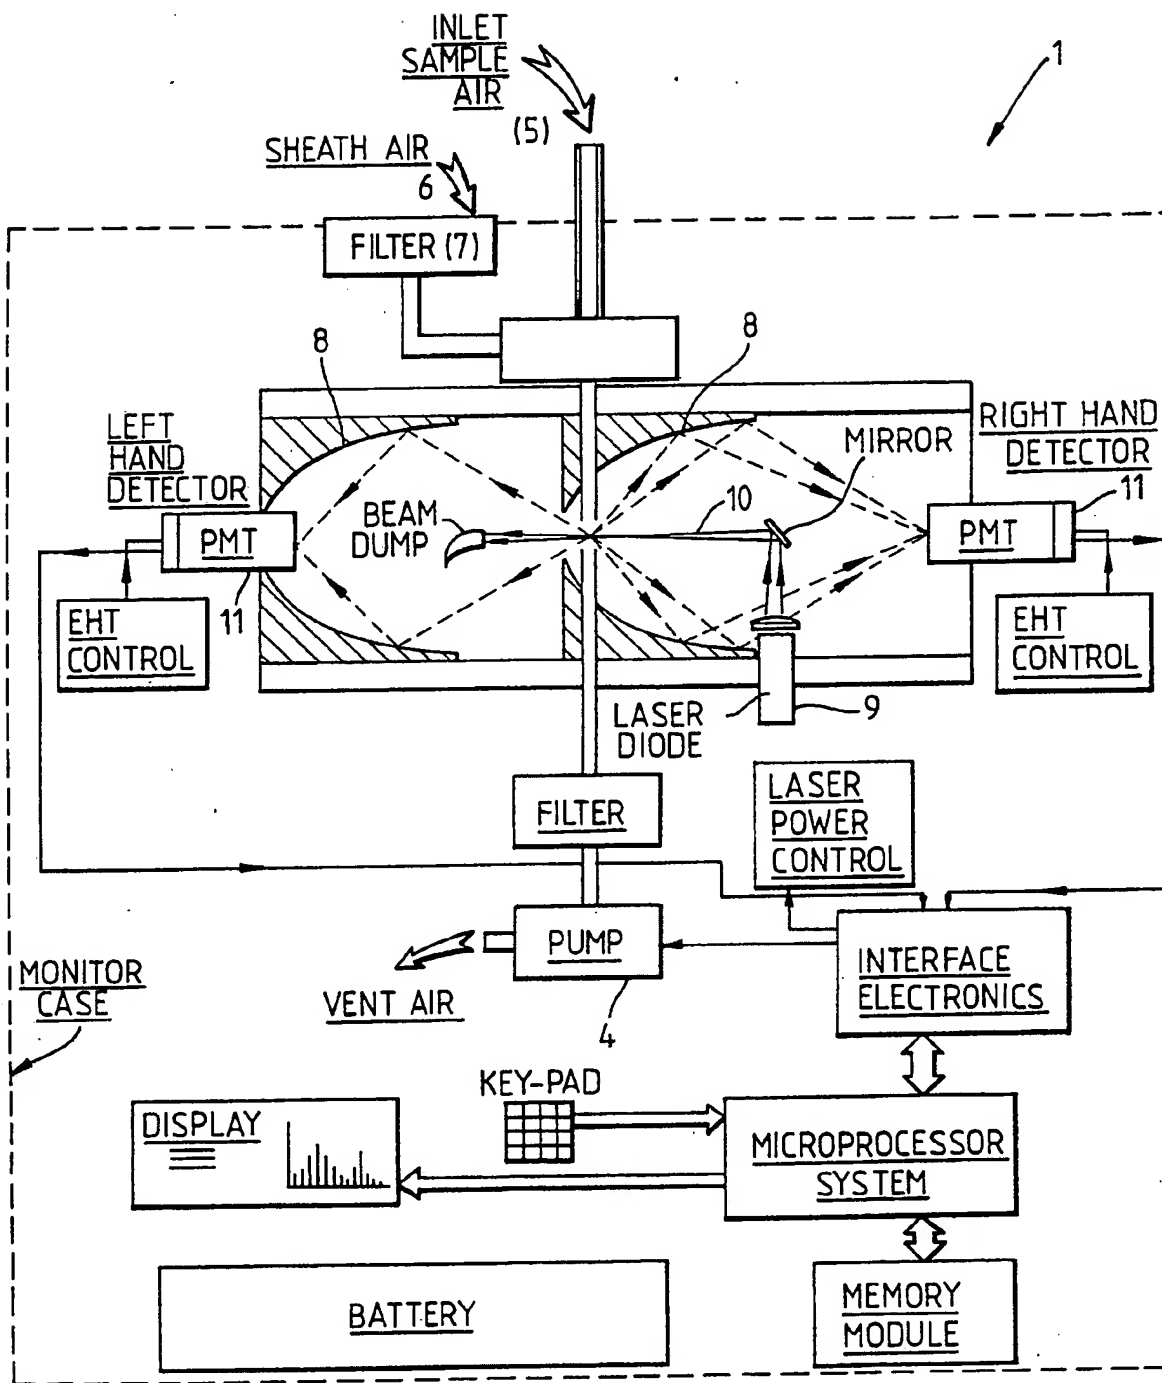 INLET
SAMPLE
AIR
(5)
1
SHEATH AIR
6
FILTER (7)
8
8
LEFT
HAND
DETECTOR
RIGHT HAND
DETECTOR
MIRROR
11
10
BEAM
DUMP
PMT
PMT
11
EHT
CONTROL
EHT
CONTROL
LASER
DIODE
9
FILTER
LASER
POWER
CONTROL
PUMP
INTERFACE
ELECTRONICS
MONITOR
CASE
VENT AIR
4
KEY-PAD
DISPLAY
MICROPROCESSOR
SYSTEM
BATTERY
MEMORY
MODULE